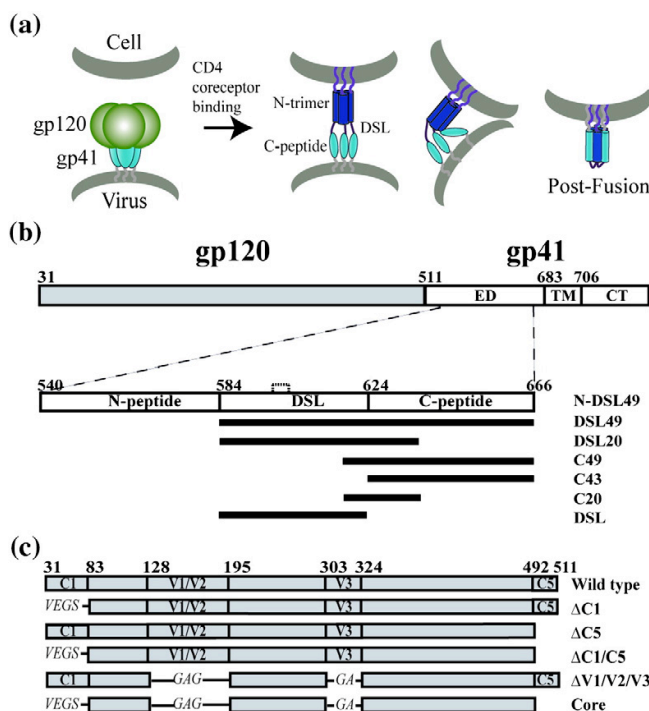 (a)
Cell
CD4
coreceptor
binding
gp120
gp41
Virus
N-trimer
DSL
C-peptide
Post-Fusion
(b)
gp120
gp41
31
511
683
706
ED
TM
CT
540
584
624
666
N-peptide
DSL
C-peptide
N-DSL49
DSL49
DSL20
C49
C43
C20
DSL
(c)
31 83 128 195 303 324 492 511
C1 V1/V2 V3 C5 Wild type
VEGS V1/V2 V3 C5 ΔC1
C1 V1/V2 V3 ΔC5
VEGS V1/V2 V3 ΔC1/C5
C1 GAG GA C5 ΔV1/V2/V3
VEGS GAG GA Core